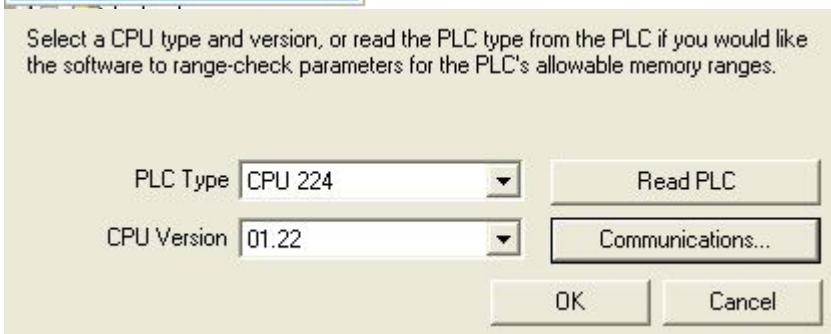 Select a CPU type and version, or read the PLC type from the PLC if you would like
the software to range-check parameters for the PLC's allowable memory ranges.
PLC Type CPU 224 Read PLC
CPU Version 01.22 Communications...
OK Cancel